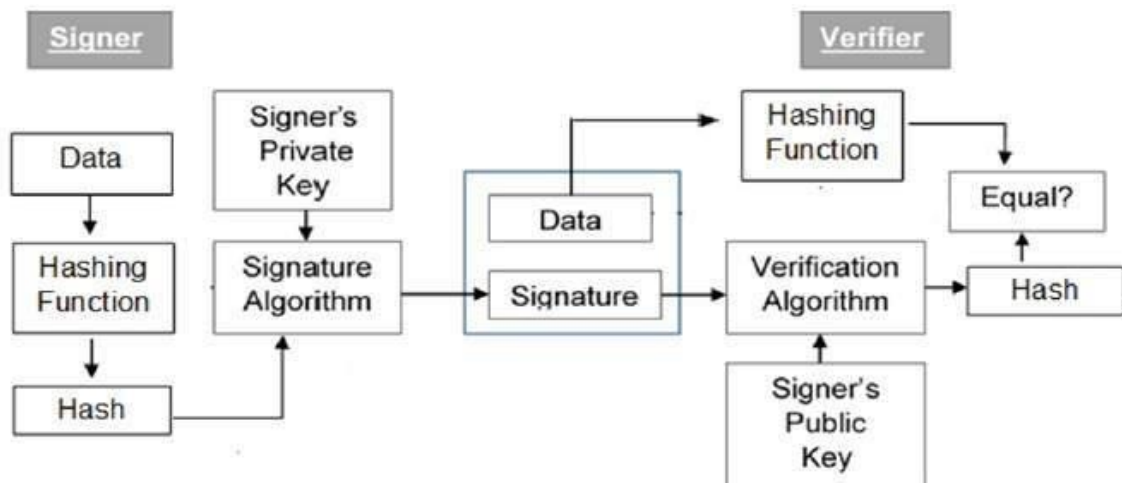 Signer
Verifier
Signer's
Private
Key
Data
Hashing
Function
Hash
Signature
Algorithm
Data
Signature
Hashing
Function
Verification
Algorithm
Signer's
Public
Key
Equal?
Hash